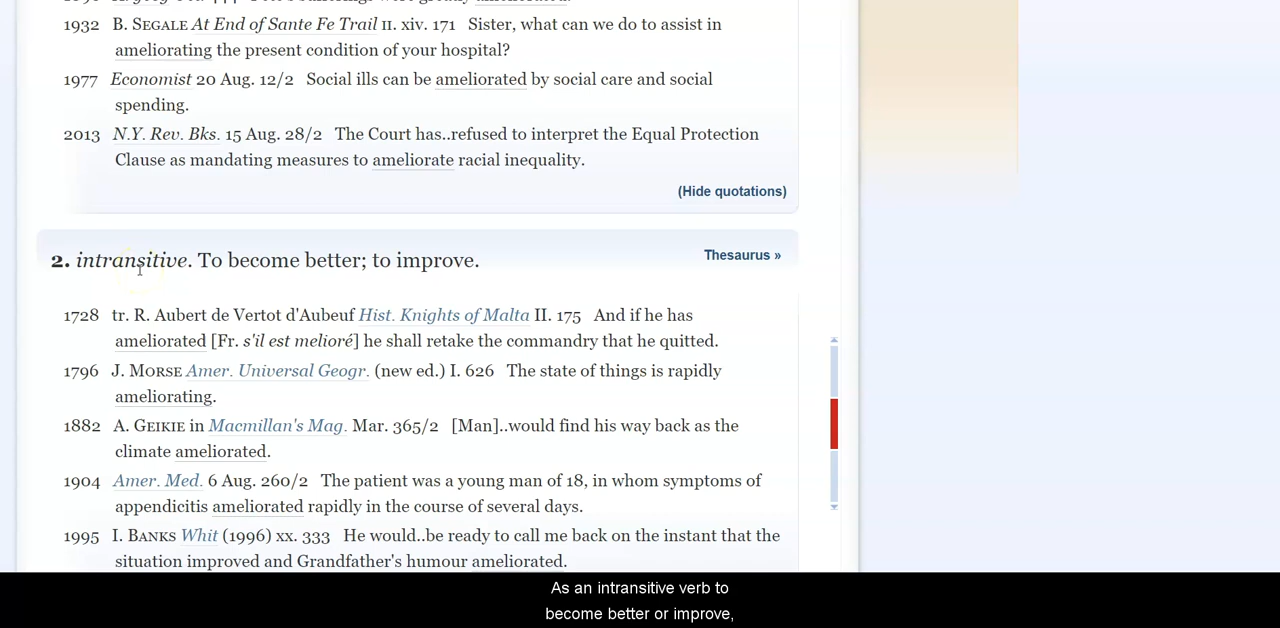 1932 B. SEGALE At End of Sante Fe Trail II. xiv. 171 Sister, what can we do to assist in
ameliorating the present condition of your hospital?
1977 Economist 20 Aug. 12/2 Social ills can be ameliorated by social care and social
spending.
2013 N.Y. Rev. Bks. 15 Aug. 28/2 The Court has..refused to interpret the Equal Protection
Clause as mandating measures to ameliorate racial inequality.
(Hide quotations)
2. intransitive. To become better; to improve.
Thesaurus »
1728 tr. R. Aubert de Vertot d'Aubeuf Hist. Knights of Malta II. 175 And if he has
ameliorated [Fr. s'il est melioré] he shall retake the commandry that he quitted.
1796 J. MORSE Amer. Universal Geogr. (new ed.) I. 626 The state of things is rapidly
ameliorating.
1882 A. GEIKIE in Macmillan's Mag. Mar. 365/2 [Man]..would find his way back as the
climate ameliorated.
1904 Amer. Med. 6 Aug. 260/2 The patient was a young man of 18, in whom symptoms of
appendicitis ameliorated rapidly in the course of several days.
1995 I. BANKS Whit (1996) xx. 333 He would..be ready to call me back on the instant that the
situation improved and Grandfather's humour ameliorated.
As an intransitive verb to
become better or improve,